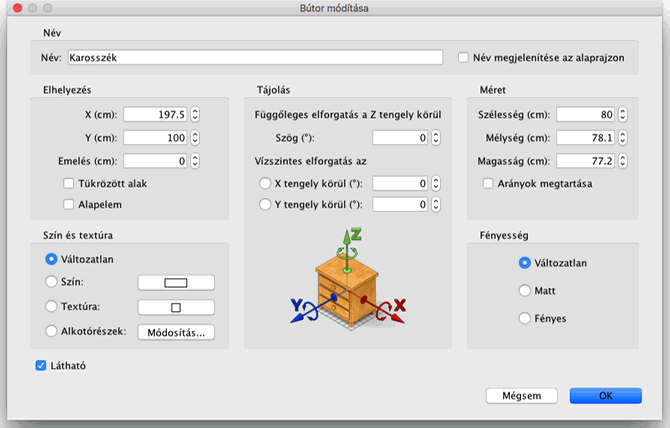 Bútor módítása
Név
Név: Karosszék
Név megjelenítése az alaprajzon
Elhelyezés
X (cm): 197.5
Y (cm): 100
Emelés (cm): 0
Tükrözött alak
Alapelem
Tájolás
Függőleges elforgatás a Z tengely körül
Szög (°): 0
Vízszintes elforgatás az
X tengely körül (°): 0
Y tengely körül (°): 0
Z
Y
X
Méret
Szélesség (cm): 80
Mélység (cm): 78.1
Magasság (cm): 77.2
Arányok megtartása
Szín és textúra
Változatlan
Szín:
Textúra:
Alkotórészek: Módosítás...
Fényesség
Változatlan
Matt
Fényes
Látható
Mégsem
OK